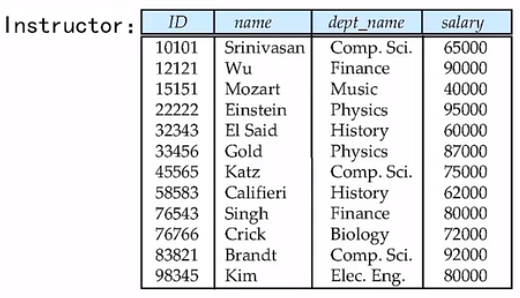 Instructor:
ID name dept_name salary
10101 Srinivasan Comp. Sci. 65000
12121 Wu Finance 90000
15151 Mozart Music 40000
22222 Einstein Physics 95000
32343 El Said History 60000
33456 Gold Physics 87000
45565 Katz Comp. Sci. 75000
58583 Califieri History 62000
76543 Singh Finance 80000
76766 Crick Biology 72000
83821 Brandt Comp. Sci. 92000
98345 Kim Elec. Eng. 80000